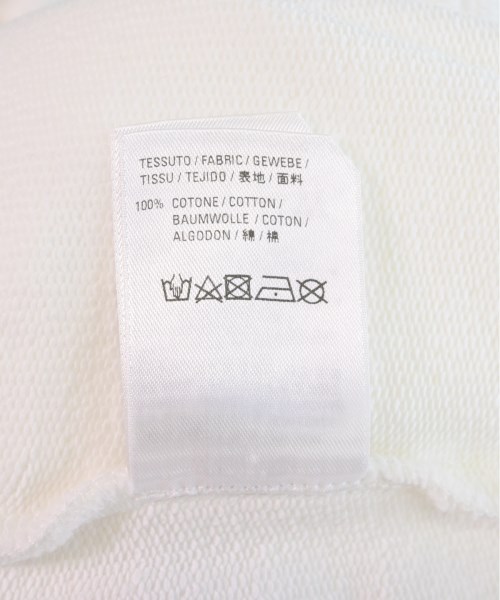 TESSUTO / FABRIC / GEWEBE /
TISSU / TEJIDO / 表地 / 面料
100% COTONE / COTTON /
BAUMWOLLE / COTON /
ALGODON / 綿 / 棉